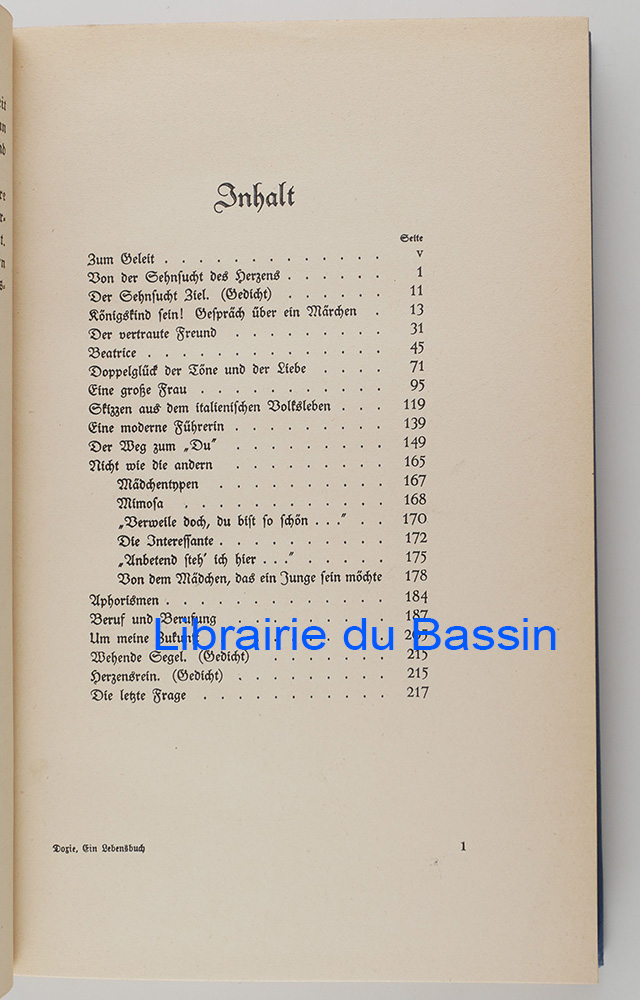 Inhalt
Seite
Zum Geleit . . . . . . . . . . . . . V
Von der Sehnsucht des Herzens . . . . . . 1
Der Sehnsucht Ziel. (Gedicht) . . . . . . 11
Königskind sein! Gespräch über ein Märchen . 13
Der vertraute Freund . . . . . . . . . 31
Beatrice . . . . . . . . . . . . . . 45
Doppelglück der Töne und der Liebe . . . . 71
Eine große Frau . . . . . . . . . . . 95
Skizzen aus dem italienischen Volksleben . . . 119
Eine moderne Führerin . . . . . . . . . 139
Der Weg zum „Du“ . . . . . . . . . 149
Nicht wie die andern . . . . . . . . . 165
Mädchentypen . . . . . . . . . . 167
Mimosa . . . . . . . . . . . . 168
„Verweile doch, du bist so schön . . .“ . . 170
Die Interessante . . . . . . . . . . 172
„Anbetend steh’ ich hier . . .“ . . . . . 175
Von dem Mädchen, das ein Junge sein möchte 178
Aphorismen . . . . . . . . . . . . . 184
Beruf und Berufung . . . . . . . . . 187
Um meine Zukunft
Wehende Segel. (Gedicht) . . . . . . . 215
Herzensrein. (Gedicht) . . . . . . . . 215
Die letzte Frage . . . . . . . . . . . 217
Librairie du Bassin
Doxie, Ein Lebensbuch 1